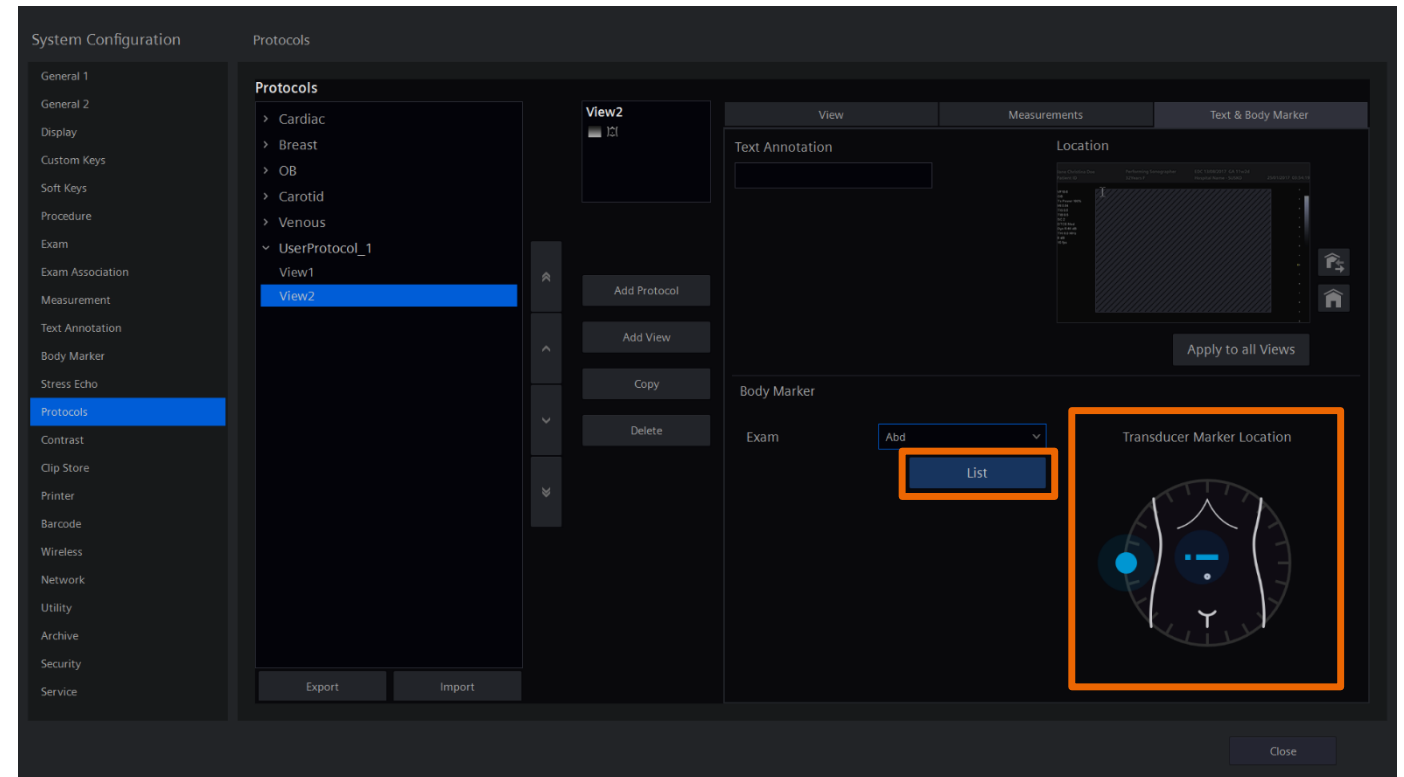 System Configuration
Protocols
General 1
General 2
Display
Custom Keys
Soft Keys
Procedure
Exam
Exam Association
Measurement
Text Annotation
Body Marker
Stress Echo
Protocols
Contrast
Clip Store
Printer
Barcode
Wireless
Network
Utility
Archive
Security
Service
Protocols
Cardiac
Breast
OB
Carotid
Venous
UserProtocol_1
View1
View2
Export
Import
View2
Add Protocol
Add View
Copy
Delete
View
Measurements
Text & Body Marker
Text Annotation
Location
Apply to all Views
Body Marker
Exam
Abd
List
Transducer Marker Location
Close